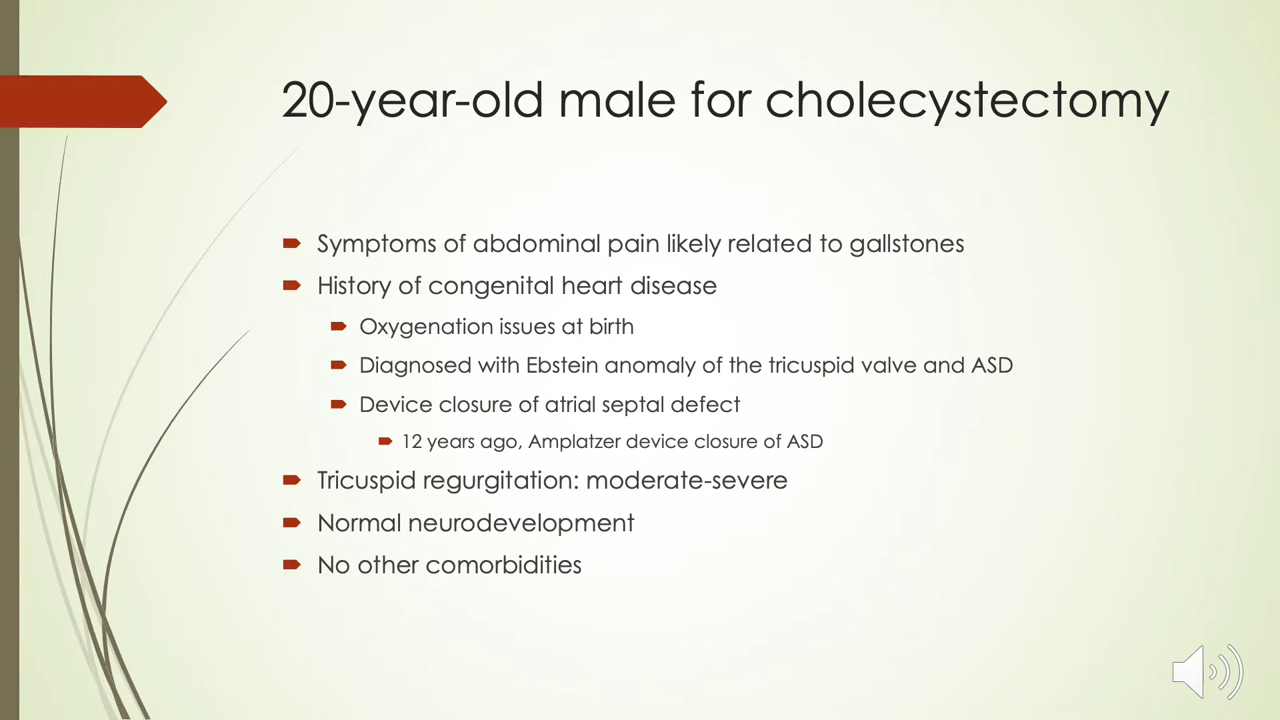 20-year-old male for cholecystectomy
Symptoms of abdominal pain likely related to gallstones
History of congenital heart disease
Oxygenation issues at birth
Diagnosed with Ebstein anomaly of the tricuspid valve and ASD
Device closure of atrial septal defect
12 years ago, Amplatzer device closure of ASD
Tricuspid regurgitation: moderate-severe
Normal neurodevelopment
No other comorbidities